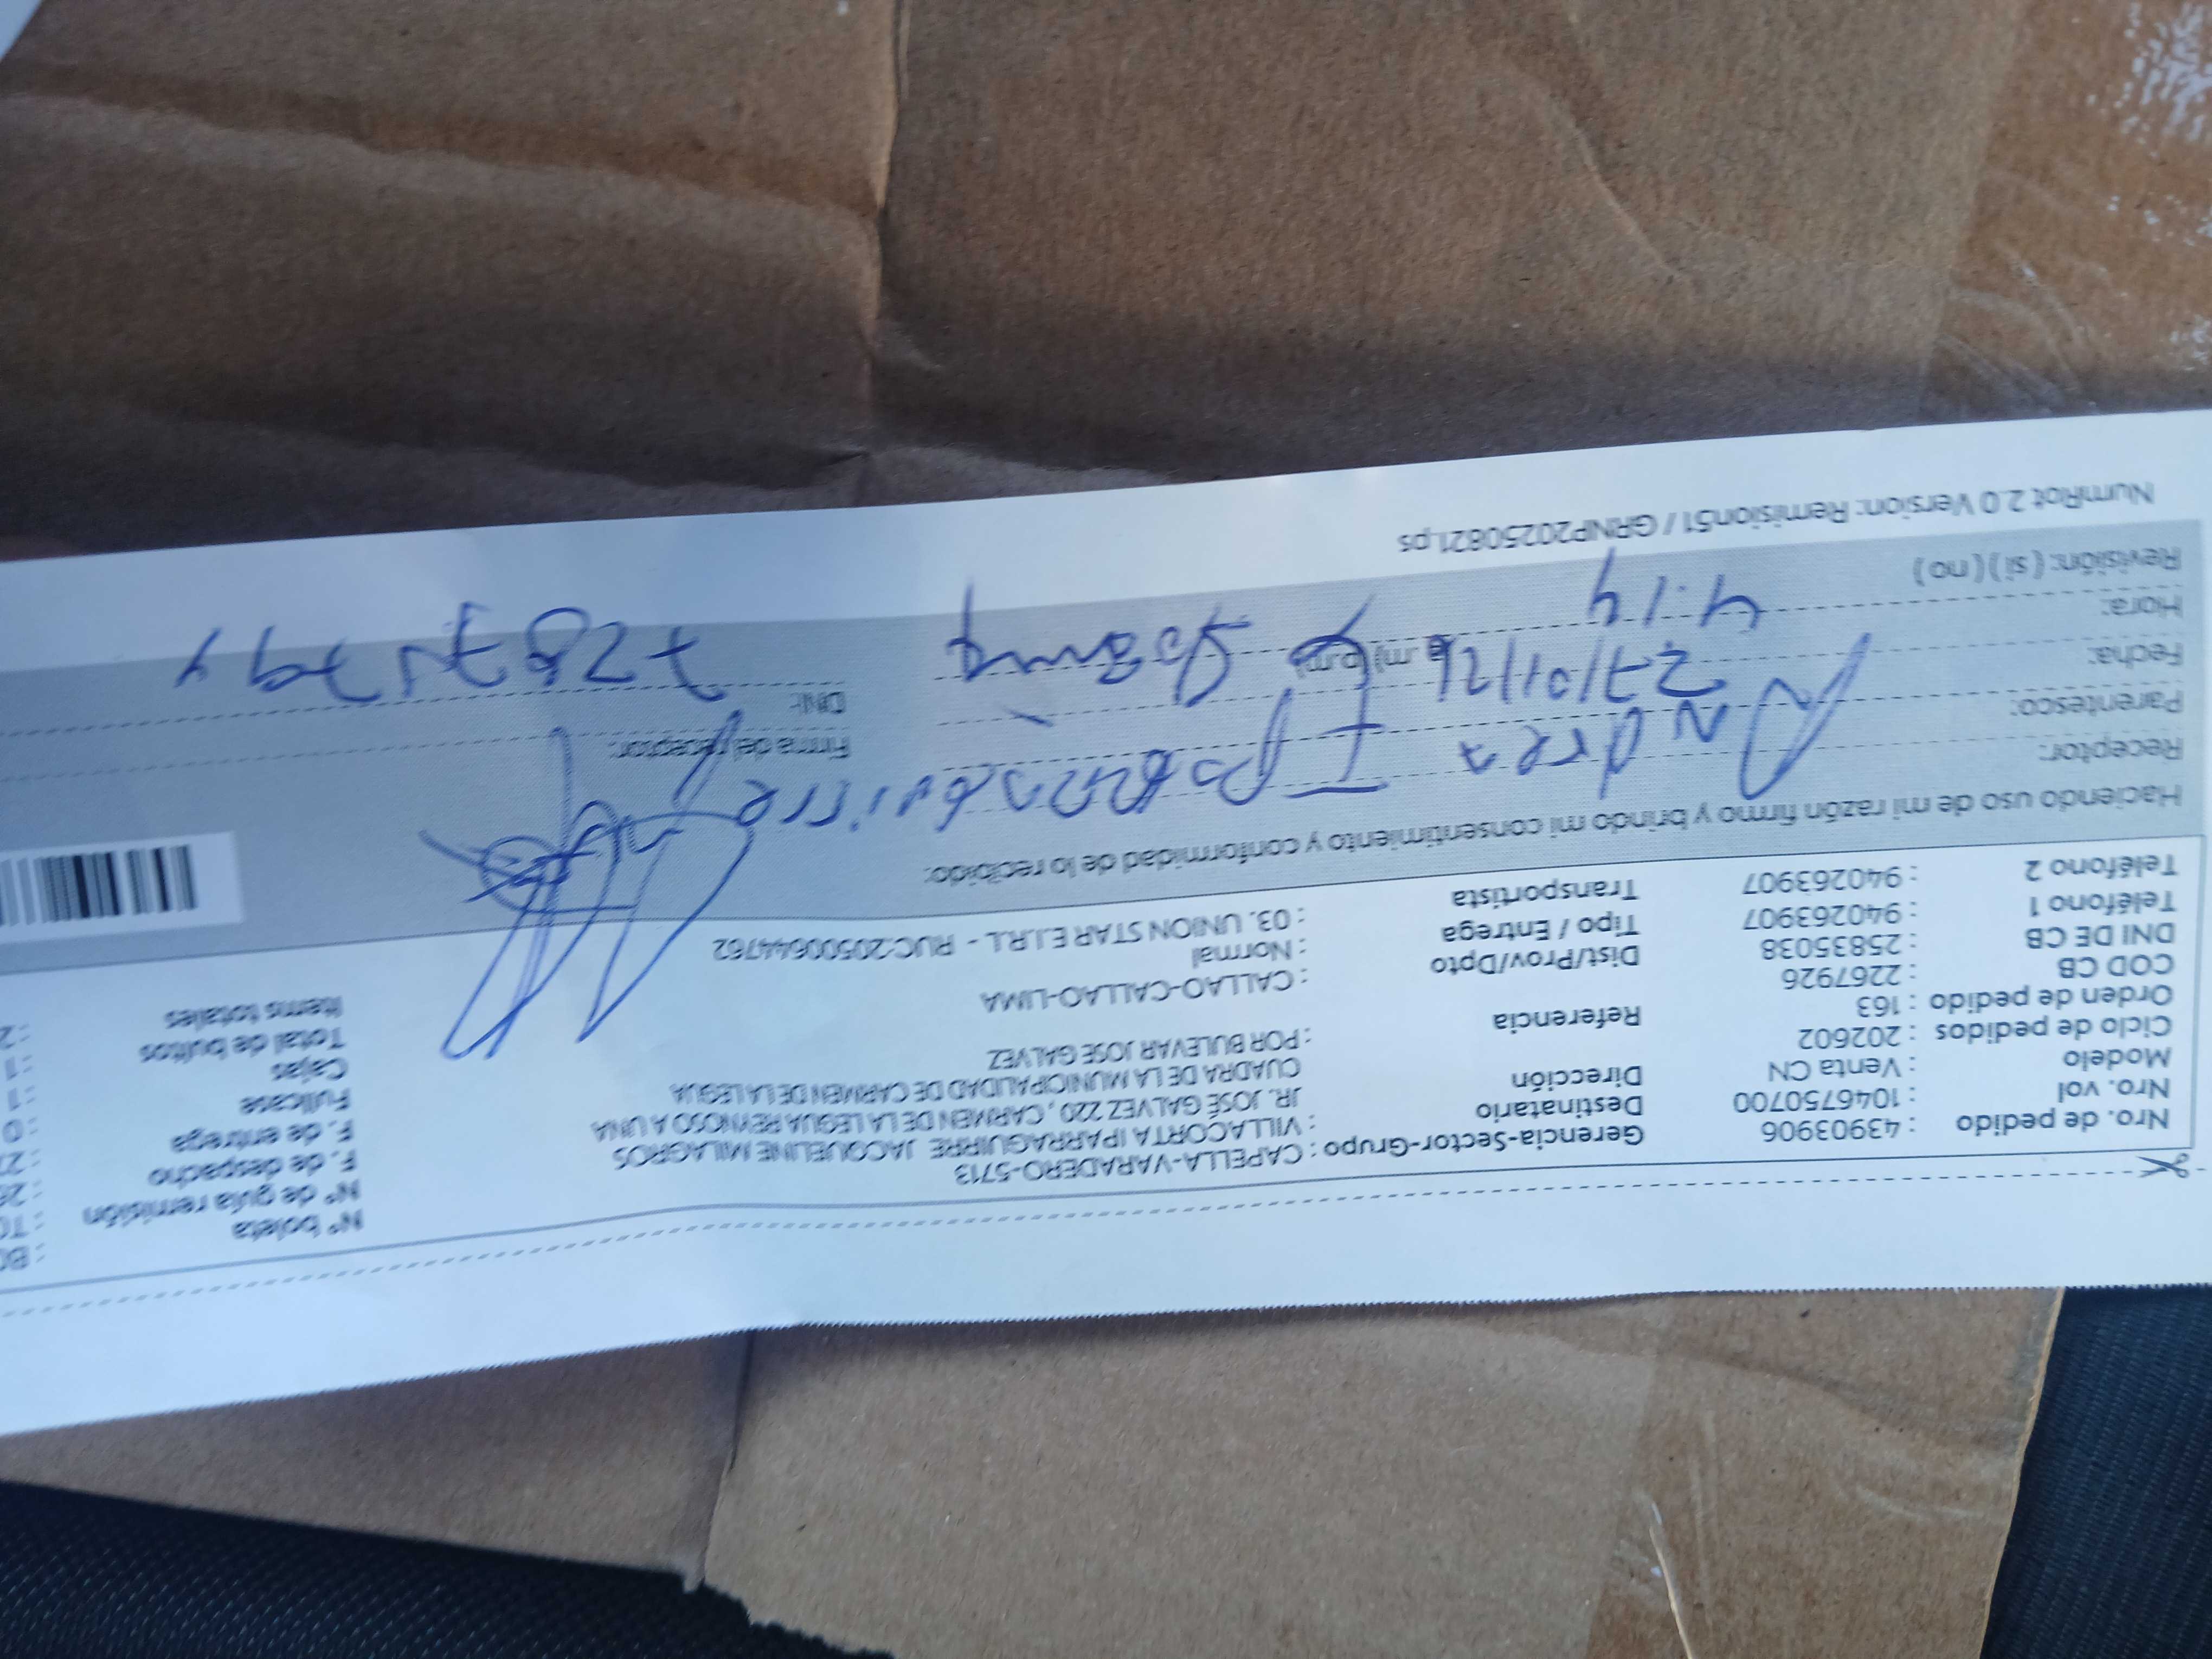 Nº boleta : B
Nº de guía remisión : T
F. de despacho : 2
F. de entrega : 2
Fullcase : 0
Cajas : 1
Total de bultos : 1
Items totales : 2
Nro. de pedido : 43903906
Nro. vol : 1046750700
Modelo : Venta CN
Ciclo de pedidos : 202602
Orden de pedido : 163
COD CB : 2267926
DNI DE CB : 25835038
Teléfono 1 : 940263907
Teléfono 2 : 940263907
Gerencia-Sector-Grupo : CAPELLA-VARADERO-5713
Destinatario : VILLACORTA IPARRAGUIRRE JACQUELINE MILAGROS
Dirección JR. JOSÉ GALVEZ 220, CARMEN DE LA LEGUA REYNOSO A UNA
CUADRA DE LA MUNICIPALIDAD DE CARMEN DE LA LEGUA
Referencia : POR BULEVAR JOSE GALVEZ
Dist/Prov/Dpto : CALLAO-CALLAO-LIMA
Tipo / Entrega : Normal
Transportista : 03. UNION STAR E.I.R.L - RUC:20500644762
Haciendo uso de mi razón firmo y brindo mi consentimiento y conformidad de lo recibido:
Receptor: Andrea Iparraguirre
Parentesco:
Fecha: 27/01/26
Hora: 4:14 (a.m) (p.m)
Revisión: (si) (no)
Firma del receptor:
DNI:
NumRot 2.0 Version: Remision51 / GRNP20250821.ps